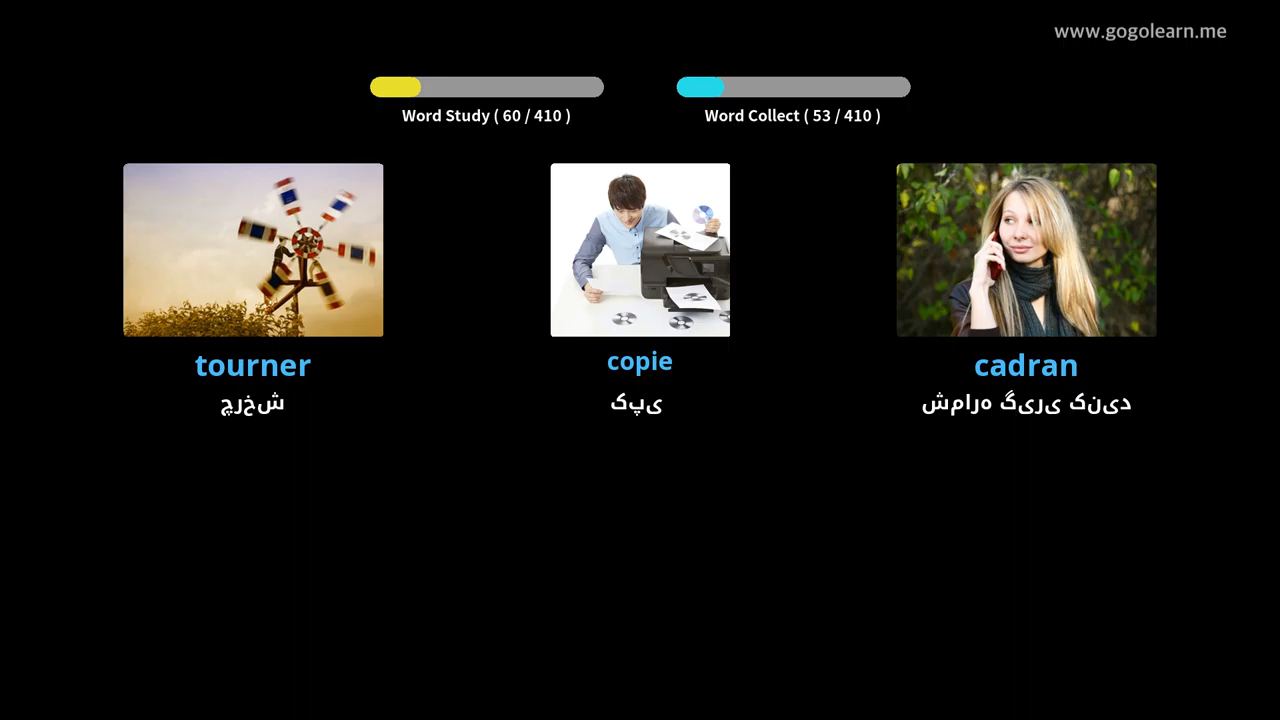 www.gogolearn.me
Word Study ( 60 / 410 )
Word Collect ( 53 / 410 )
tourner
شخرچ
copie
یپک
cadran
دینک یریگ هرامش